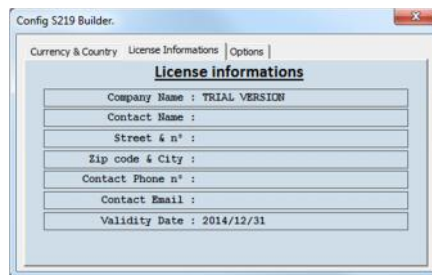 Config S219 Builder.
Currency & Country License Informations Options
License informations
Company Name : TRIAL VERSION
Contact Name :
Street & n° :
Zip code & City :
Contact Phone n° :
Contact Email :
Validity Date : 2014/12/31